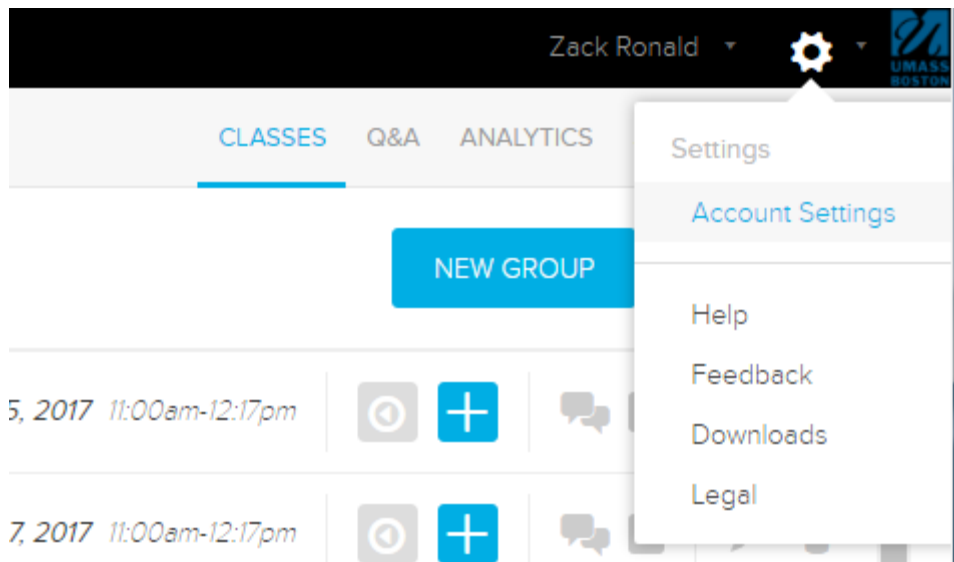 Zack Ronald
UMASS
BOSTON
CLASSES Q&A ANALYTICS
Settings
Account Settings
NEW GROUP
Help
Feedback
5, 2017 11:00am-12:17pm
Downloads
Legal
7, 2017 11:00am-12:17pm